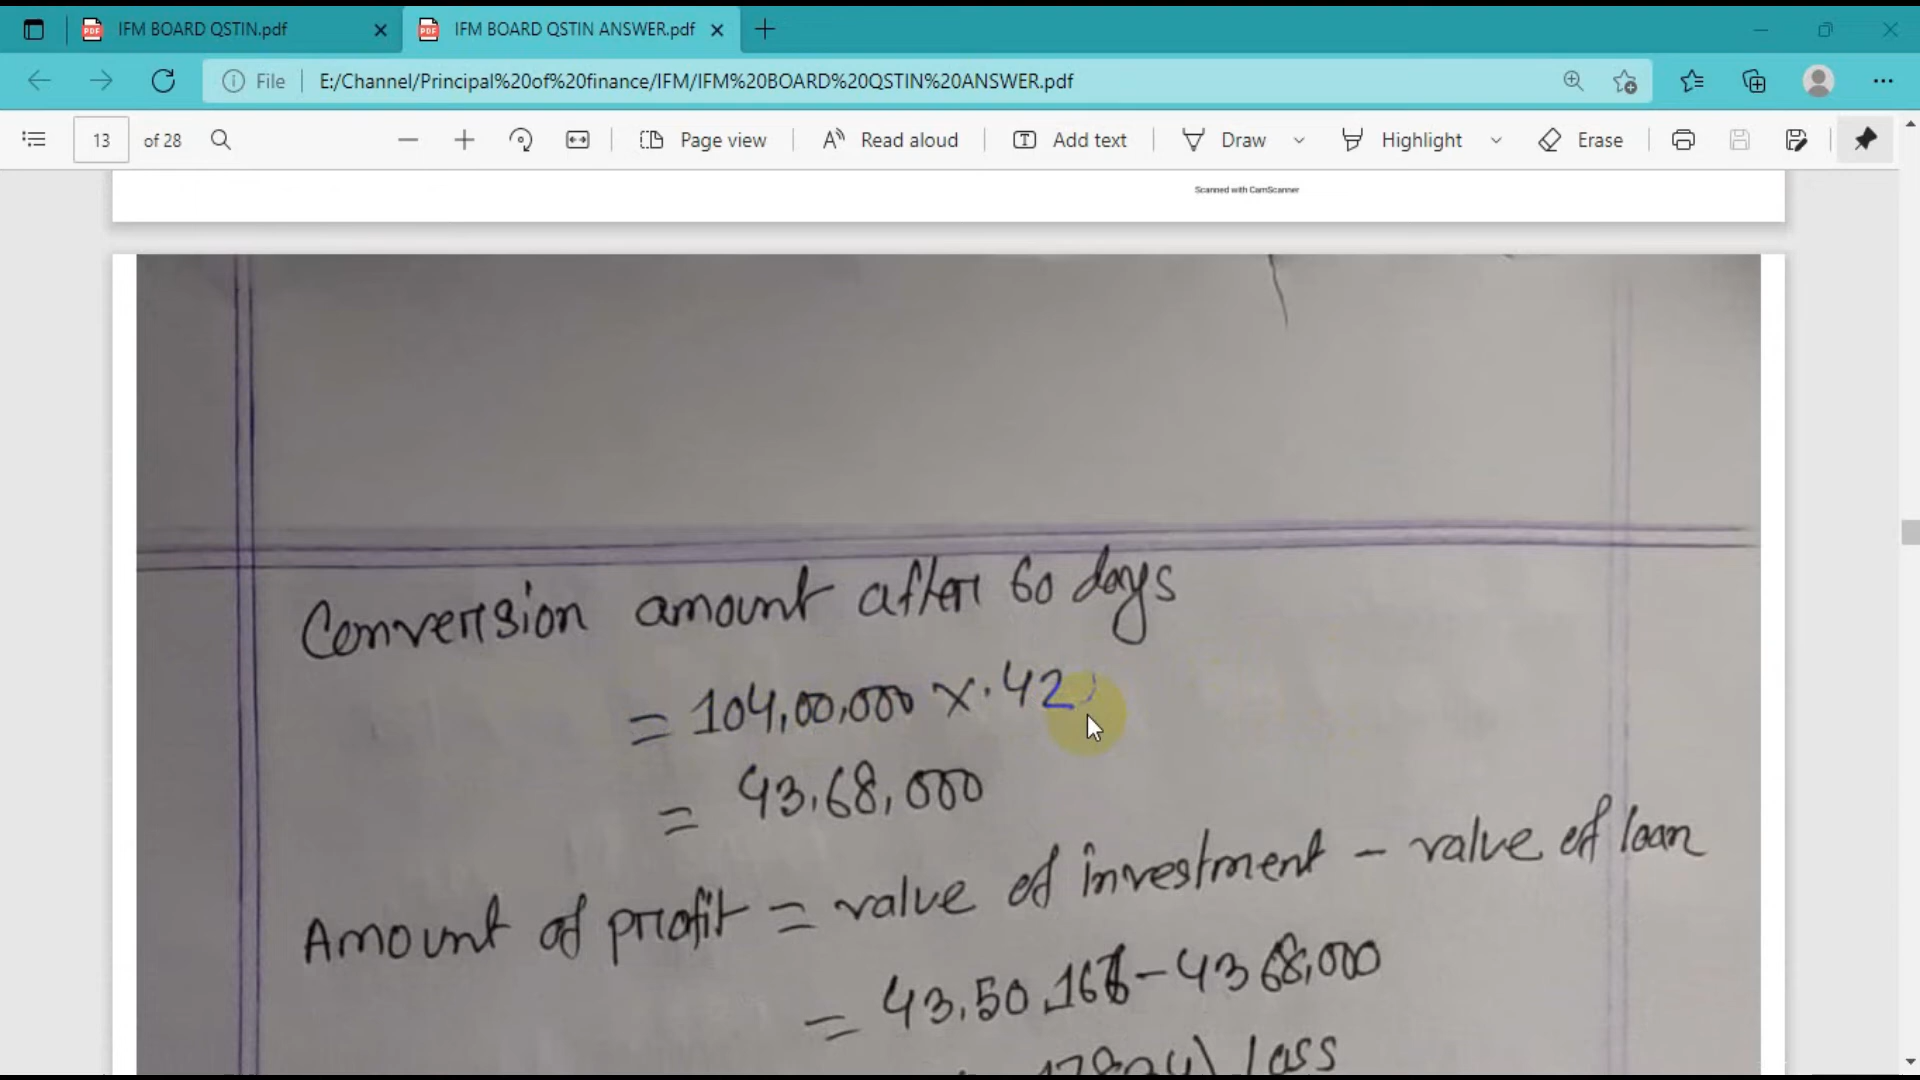 IFM BOARD QSTIN.pdf
IFM BOARD QSTIN ANSWER.pdf
File
E:/Channel/Principal%20of%20finance/IFM/IFM%20BOARD%20QSTIN%20ANSWER.pdf
13 of 28
Page view
Read aloud
Add text
Draw
Highlight
Erase
Scanned with CamScanner
Conversion amount after 60 days
= 104,00,000 X .42
= 43,68,000
Amount of profit = value of investment - value of loan
= 43,50,166 - 4368,000
loss